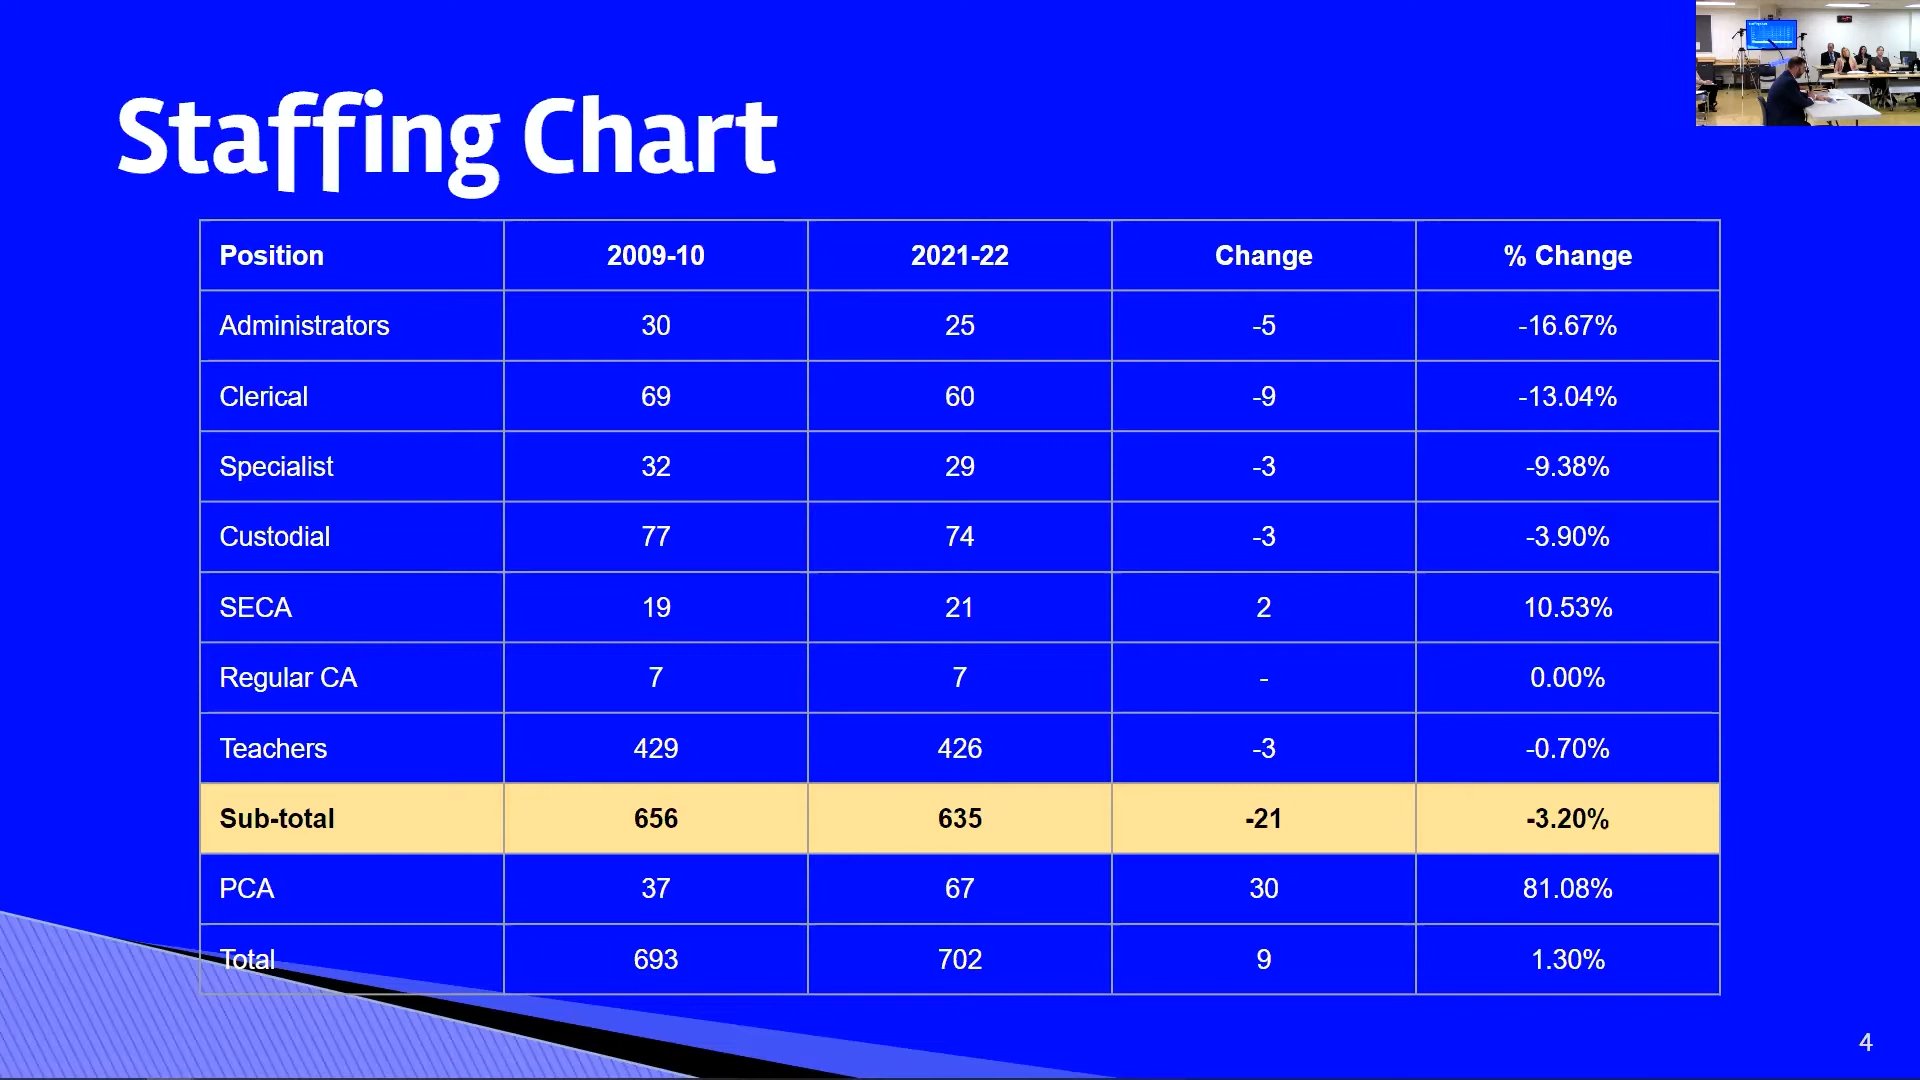 Staffing Chart
Position 2009-10 2021-22 Change % Change
Administrators 30 25 -5 -16.67%
Clerical 69 60 -9 -13.04%
Specialist 32 29 -3 -9.38%
Custodial 77 74 -3 -3.90%
SECA 19 21 2 10.53%
Regular CA 7 7 - 0.00%
Teachers 429 426 -3 -0.70%
Sub-total 656 635 -21 -3.20%
PCA 37 67 30 81.08%
Total 693 702 9 1.30%
4